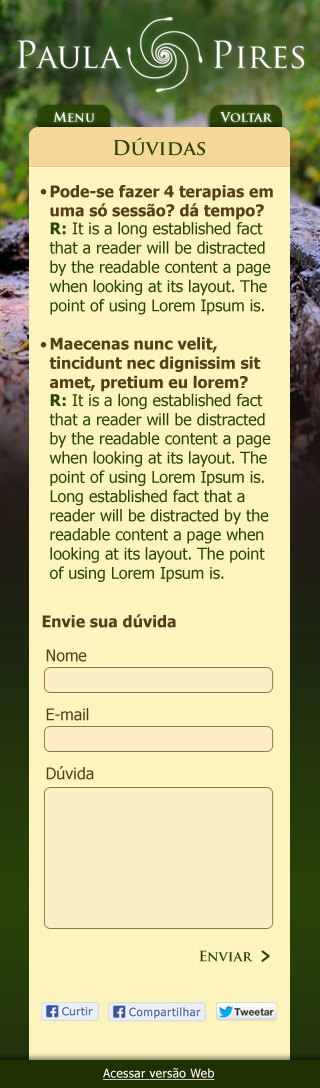 PAULA PIRES
MENU
VOLTAR
DÚVIDAS
• Pode-se fazer 4 terapias em
uma só sessão? dá tempo?
R: It is a long established fact
that a reader will be distracted
by the readable content a page
when looking at its layout. The
point of using Lorem Ipsum is.
• Maecenas nunc velit,
tincidunt nec dignissim sit
amet, pretium eu lorem?
R: It is a long established fact
that a reader will be distracted
by the readable content a page
when looking at its layout. The
point of using Lorem Ipsum is.
Long established fact that a
reader will be distracted by the
readable content a page when
looking at its layout. The point
of using Lorem Ipsum is.
Envie sua dúvida
Nome
E-mail
Dúvida
ENVIAR >
Curtir
Compartilhar
Tweetar
Acessar versão Web